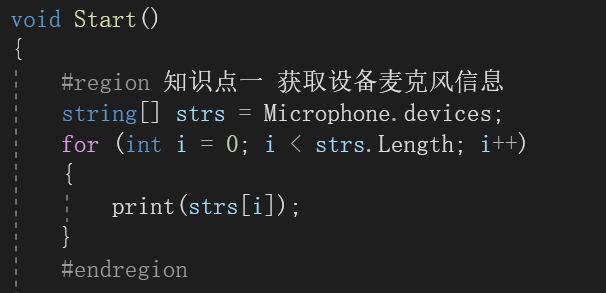 void Start()
{
#region 知识点一 获取设备麦克风信息
string[] strs = Microphone.devices;
for (int i = 0; i < strs.Length; i++)
{
print(strs[i]);
}
#endregion